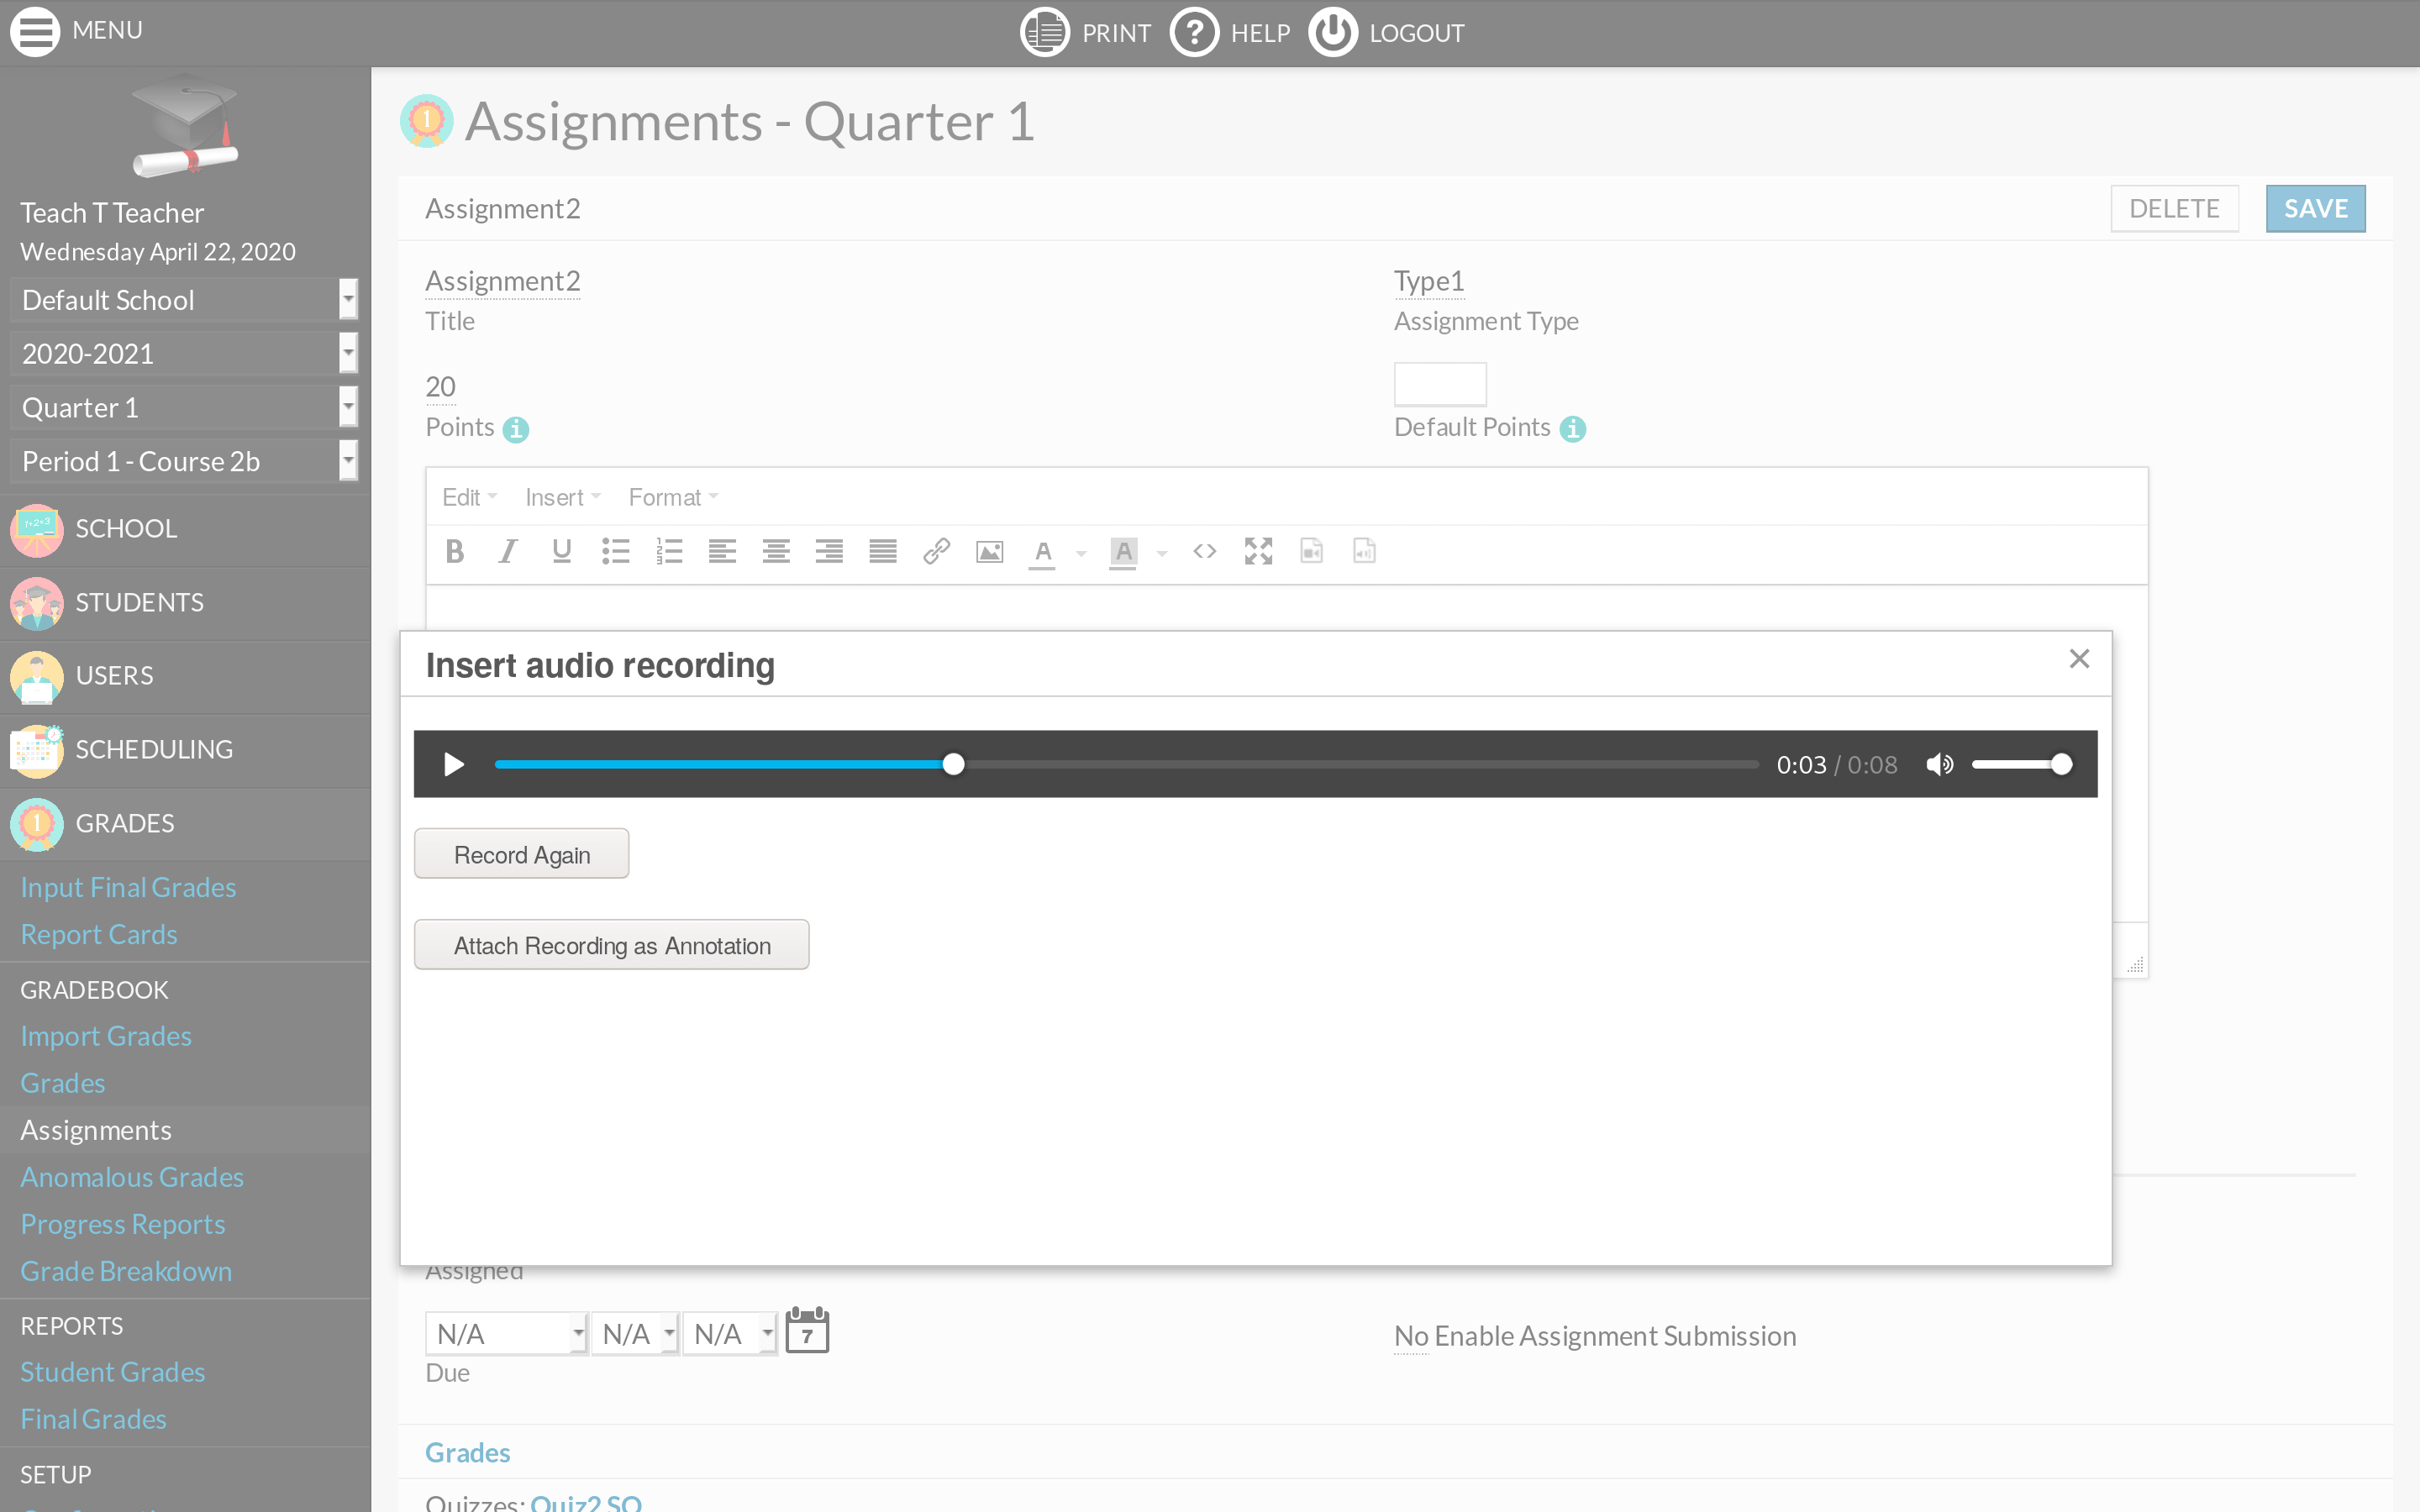 MENU
PRINT
HELP
LOGOUT
Teach T Teacher
Wednesday April 22, 2020
Default School
2020-2021
Quarter 1
Period 1 - Course 2b
SCHOOL
STUDENTS
USERS
SCHEDULING
GRADES
Input Final Grades
Report Cards
GRADEBOOK
Import Grades
Grades
Assignments
Anomalous Grades
Progress Reports
Grade Breakdown
REPORTS
Student Grades
Final Grades
SETUP
Assignments - Quarter 1
Assignment2
DELETE
SAVE
Assignment2
Title
Type1
Assignment Type
20
Points
Default Points
Edit
Insert
Format
Insert audio recording
0:03 / 0:08
Record Again
Attach Recording as Annotation
Assigned
N/A
N/A
N/A
7
Due
No Enable Assignment Submission
Grades
Quizzes: Quiz2 SQ